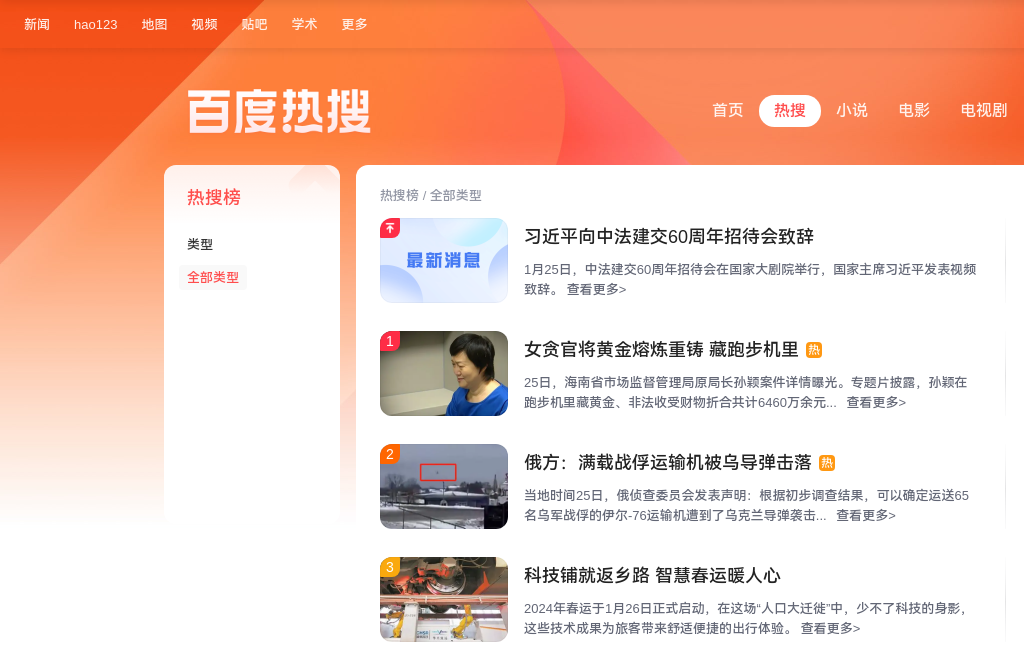 新闻 hao123 地图 视频 贴吧 学术 更多
百度热搜
首页 热搜 小说 电影 电视剧
热搜榜
类型
全部类型
热搜榜 / 全部类型
最新消息
习近平向中法建交60周年招待会致辞
1月25日，中法建交60周年招待会在国家大剧院举行，国家主席习近平发表视频
致辞。 查看更多>
1
女贪官将黄金熔炼重铸 藏跑步机里 热
25日，海南省市场监督管理局原局长孙颖案件详情曝光。专题片披露，孙颖在
跑步机里藏黄金、非法收受财物折合共计6460万余元... 查看更多>
2
俄方：满载战俘运输机被乌导弹击落 热
当地时间25日，俄侦查委员会发表声明：根据初步调查结果，可以确定运送65
名乌军战俘的伊尔-76运输机遭到了乌克兰导弹袭击... 查看更多>
3
科技铺就返乡路 智慧春运暖人心
2024年春运于1月26日正式启动，在这场“人口大迁徙”中，少不了科技的身影，
这些技术成果为旅客带来舒适便捷的出行体验。 查看更多>